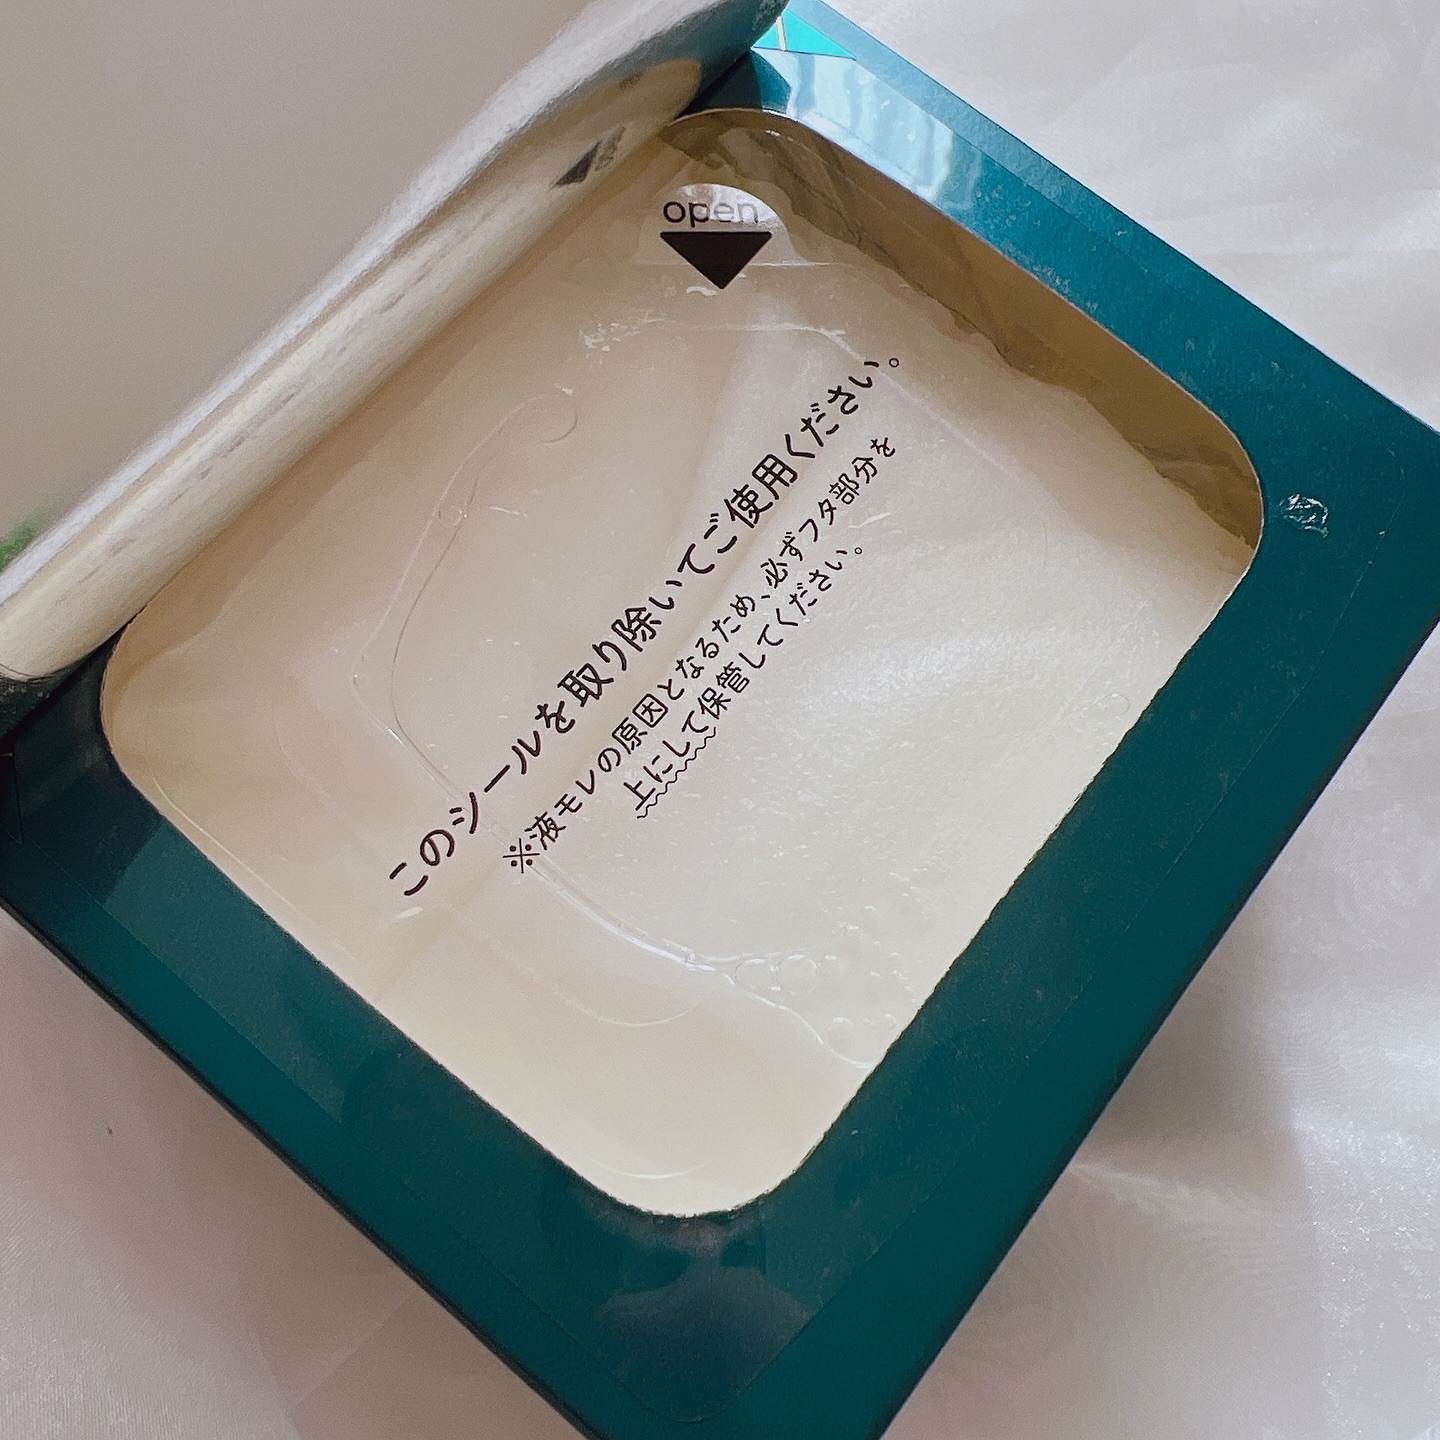 open
このシールを取り除いてご使用ください。
※液モレの原因となるため、必ずフタ部分を
上にして保管してください。